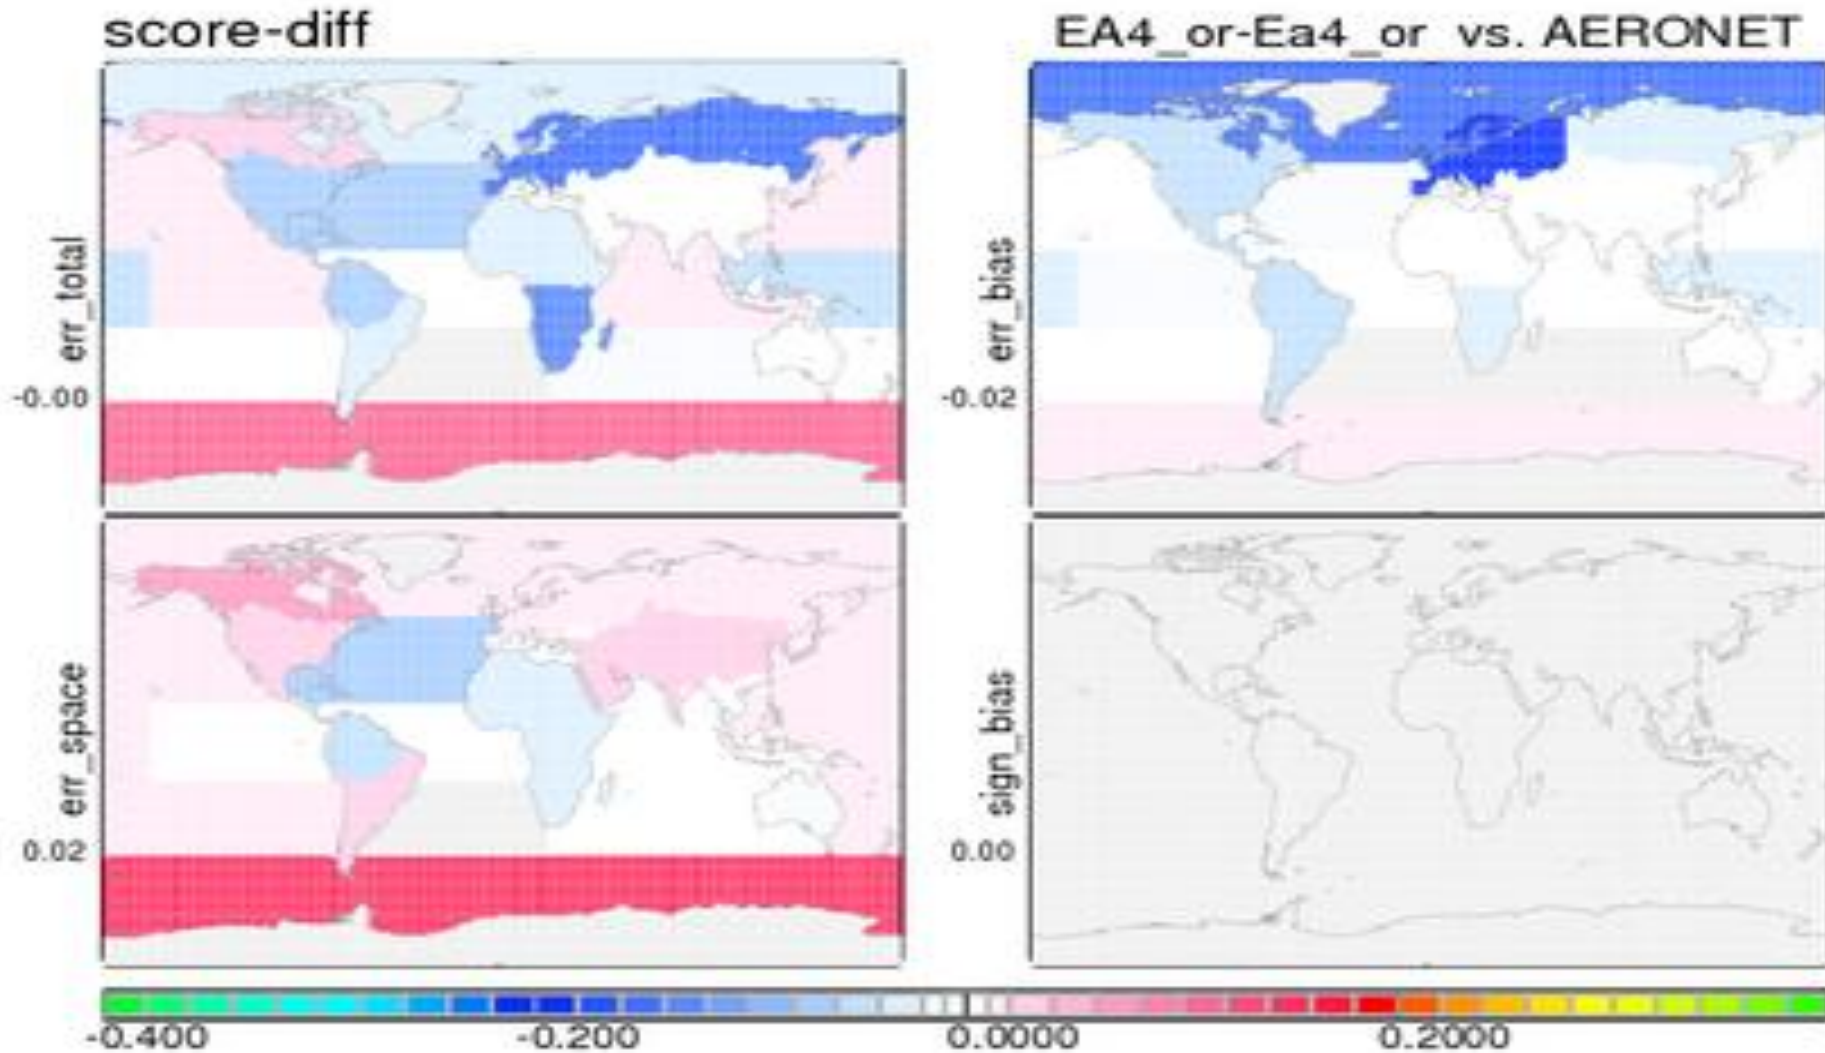 score-diff
EA4_or-Ea4_or vs. AERONET
err_total
-0.00
err_bias
-0.02
err_space
0.02
sign_bias
0.00
-0.400 -0.200 0.0000 0.2000